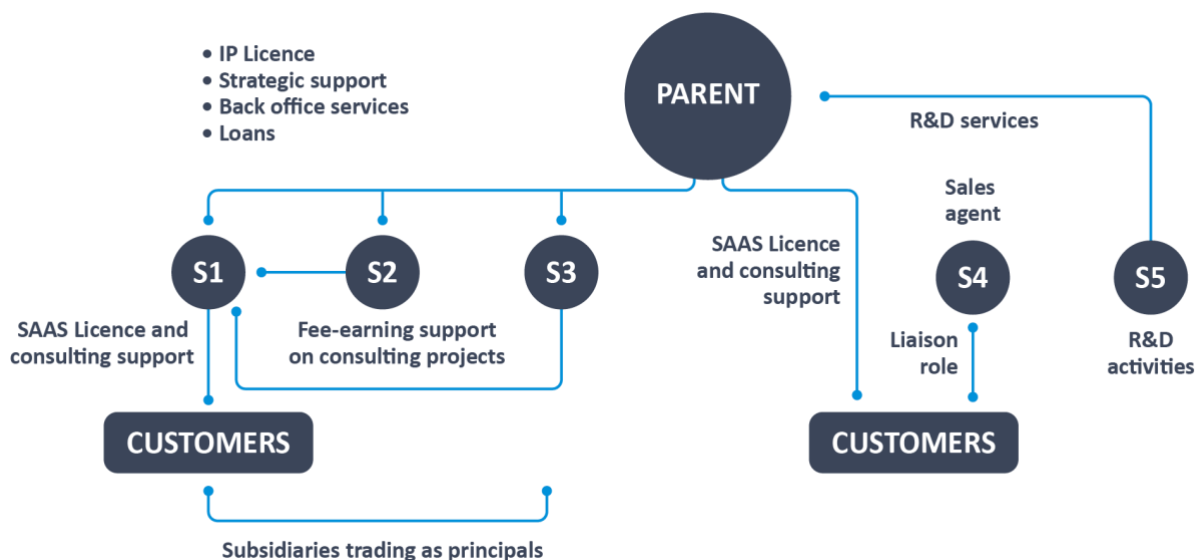 • IP Licence
• Strategic support
• Back office services
• Loans
PARENT
R&D services
Sales
agent
S1
S2
S3
SAAS Licence
and consulting
support
S4
S5
SAAS Licence and
consulting support
Fee-earning support
on consulting projects
Liaison
role
R&D
activities
CUSTOMERS
CUSTOMERS
Subsidiaries trading as principals